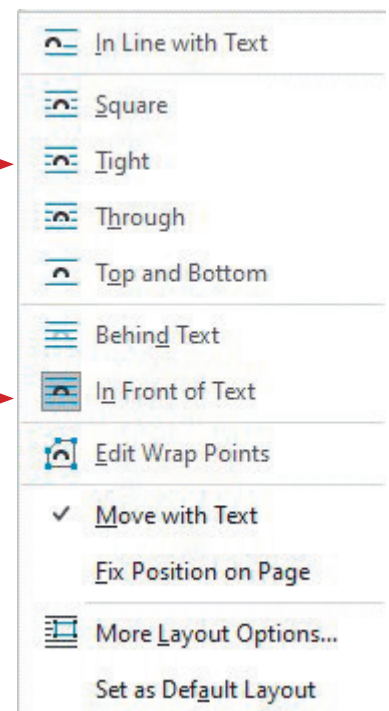 In Line with Text
Square
Tight
Through
Top and Bottom
Behind Text
In Front of Text
Edit Wrap Points
Move with Text
Fix Position on Page
More Layout Options...
Set as Default Layout